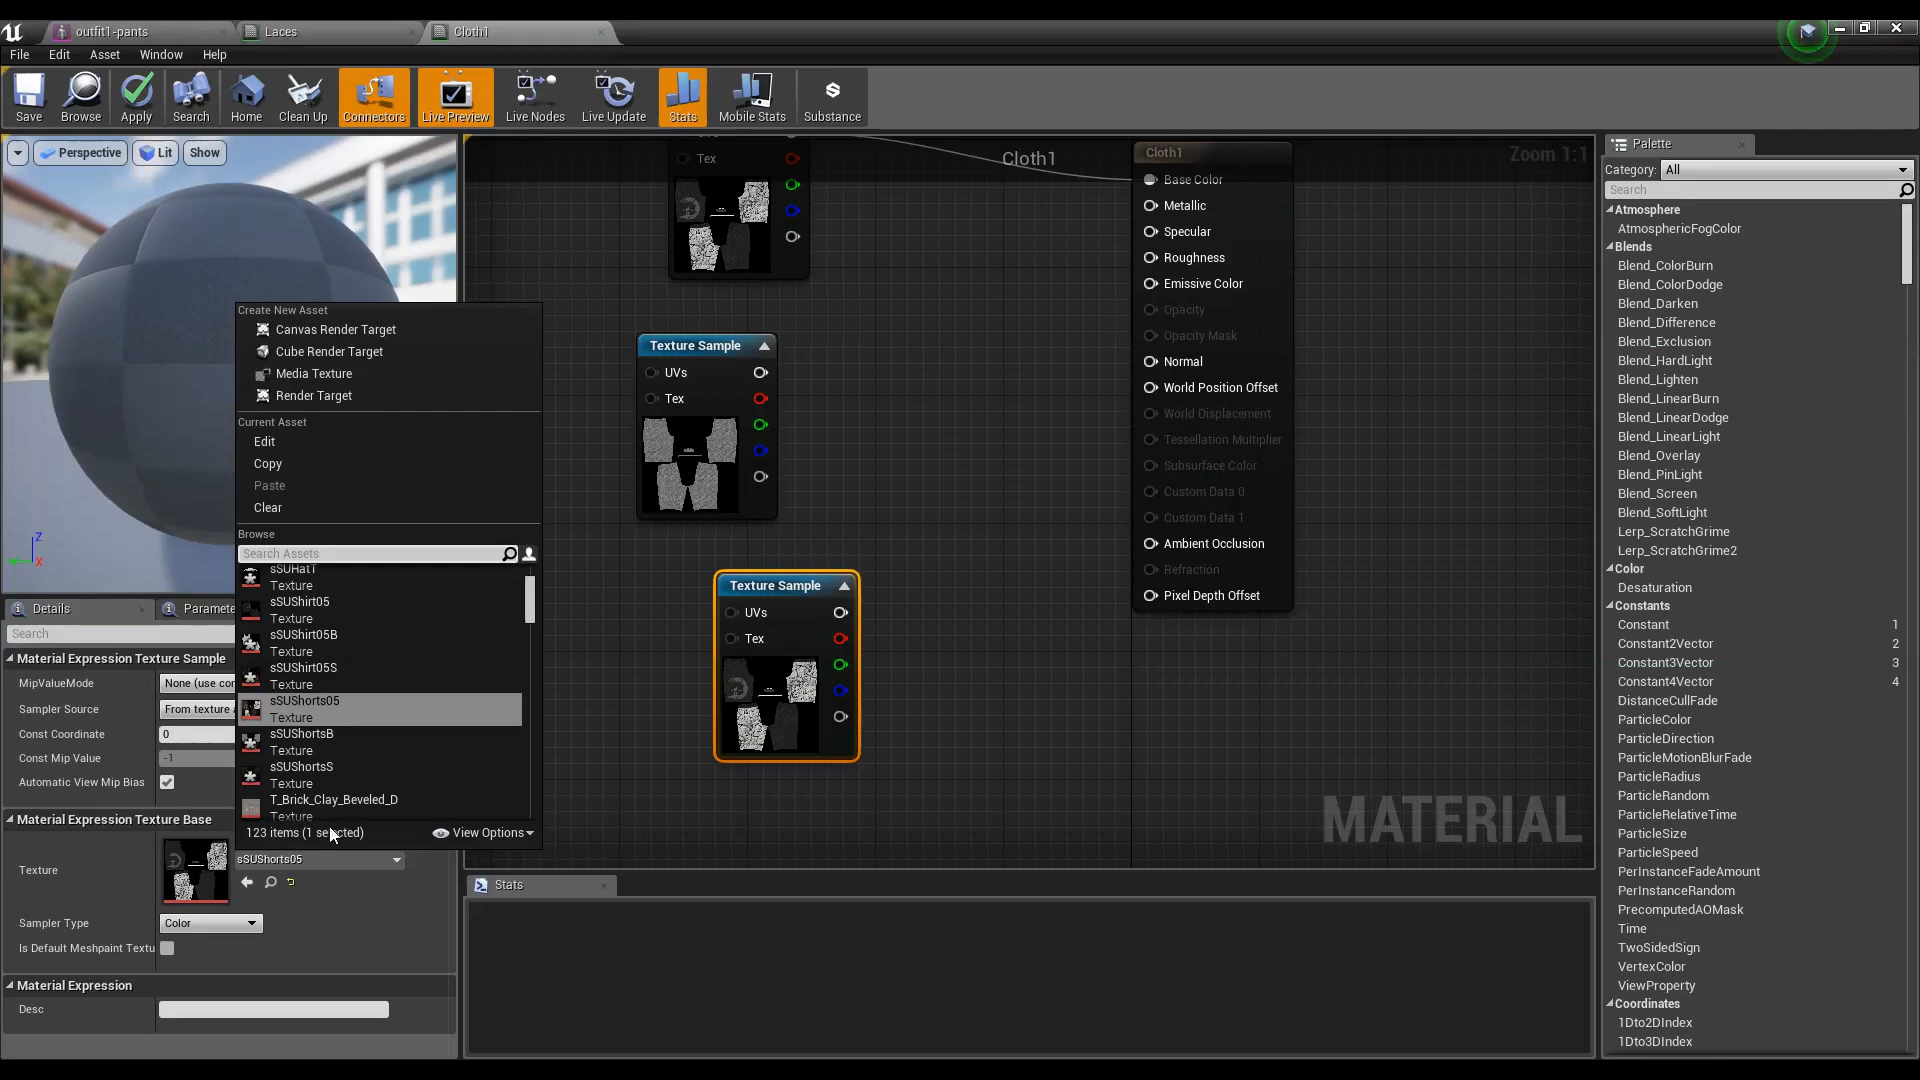 outfit1-pants
Laces
Cloth1
File Edit Asset Window Help
Save Browse Apply Search Home Clean Up Connectors Live Preview Live Nodes Live Update Stats Mobile Stats Substance
Perspective Lit Show
Create New Asset
Canvas Render Target
Cube Render Target
Media Texture
Render Target
Current Asset
Edit
Copy
Paste
Clear
Browse
Search Assets
sSUHatT
Texture
sSUShirt05
Texture
sSUShirt05B
Texture
sSUShirt05S
Texture
sSUShorts05
Texture
sSUShortsB
Texture
sSUShortsS
Texture
T_Brick_Clay_Beveled_D
Texture
123 items (1 selected) View Options
Z
X
Details
Search
Material Expression Texture Sample
MipValueMode None (use co
Sampler Source From texture
Const Coordinate 0
Const Mip Value -1
Automatic View Mip Bias
Material Expression Texture Base
Texture sSUShorts05
Sampler Type Color
Is Default Meshpaint Textu
Material Expression
Desc
Cloth1
Zoom 1:1
Tex
Texture Sample
UVs
Tex
Texture Sample
UVs
Tex
Cloth1
Base Color
Metallic
Specular
Roughness
Emissive Color
Opacity
Opacity Mask
Normal
World Position Offset
World Displacement
Tessellation Multiplier
Subsurface Color
Custom Data 0
Custom Data 1
Ambient Occlusion
Refraction
Pixel Depth Offset
MATERIAL
Stats
Palette
Category: All
Search
Atmosphere
AtmosphericFogColor
Blends
Blend_ColorBurn
Blend_ColorDodge
Blend_Darken
Blend_Difference
Blend_Exclusion
Blend_HardLight
Blend_Lighten
Blend_LinearBurn
Blend_LinearDodge
Blend_LinearLight
Blend_Overlay
Blend_PinLight
Blend_Screen
Blend_SoftLight
Lerp_ScratchGrime
Lerp_ScratchGrime2
Color
Desaturation
Constants
Constant 1
Constant2Vector 2
Constant3Vector 3
Constant4Vector 4
DistanceCullFade
ParticleColor
ParticleDirection
ParticleMotionBlurFade
ParticleRadius
ParticleRandom
ParticleRelativeTime
ParticleSize
ParticleSpeed
PerInstanceFadeAmount
PerInstanceRandom
PrecomputedAOMask
Time
TwoSidedSign
VertexColor
ViewProperty
Coordinates
1Dto2DIndex
1Dto3DIndex